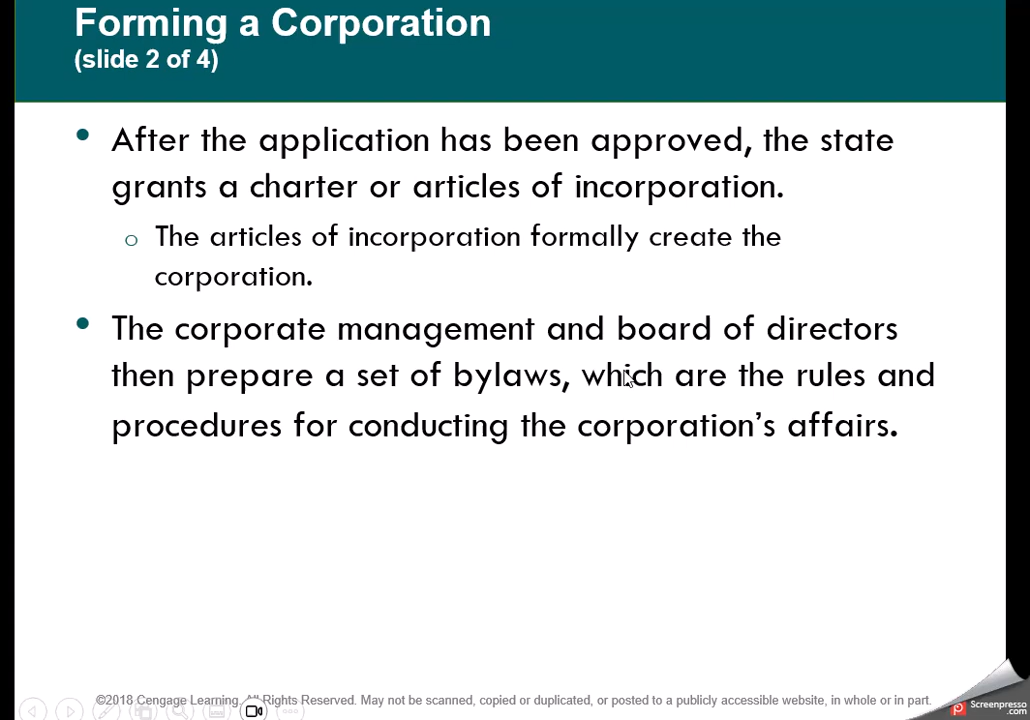 Forming a Corporation
(slide 2 of 4)
• After the application has been approved, the state
grants a charter or articles of incorporation.
o The articles of incorporation formally create the
corporation.
• The corporate management and board of directors
then prepare a set of bylaws, which are the rules and
procedures for conducting the corporation's affairs.
©2018 Cengage Learning. All Rights Reserved. May not be scanned, copied or duplicated, or posted to a publicly accessible website, in whole or in part.
Screenpresso
.com